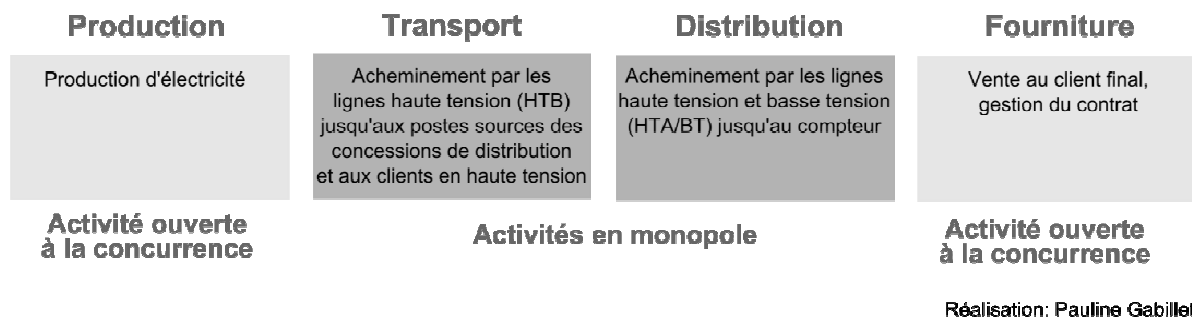 Production
Transport
Distribution
Fourniture
Production d'électricité
Acheminement par les
lignes haute tension (HTB)
jusqu'aux postes sources des
concessions de distribution
et aux clients en haute tension
Acheminement par les lignes
haute tension et basse tension
(HTA/BT) jusqu'au compteur
Vente au client final,
gestion du contrat
Activité ouverte
à la concurrence
Activités en monopole
Activité ouverte
à la concurrence
Réalisation: Pauline Gabillet